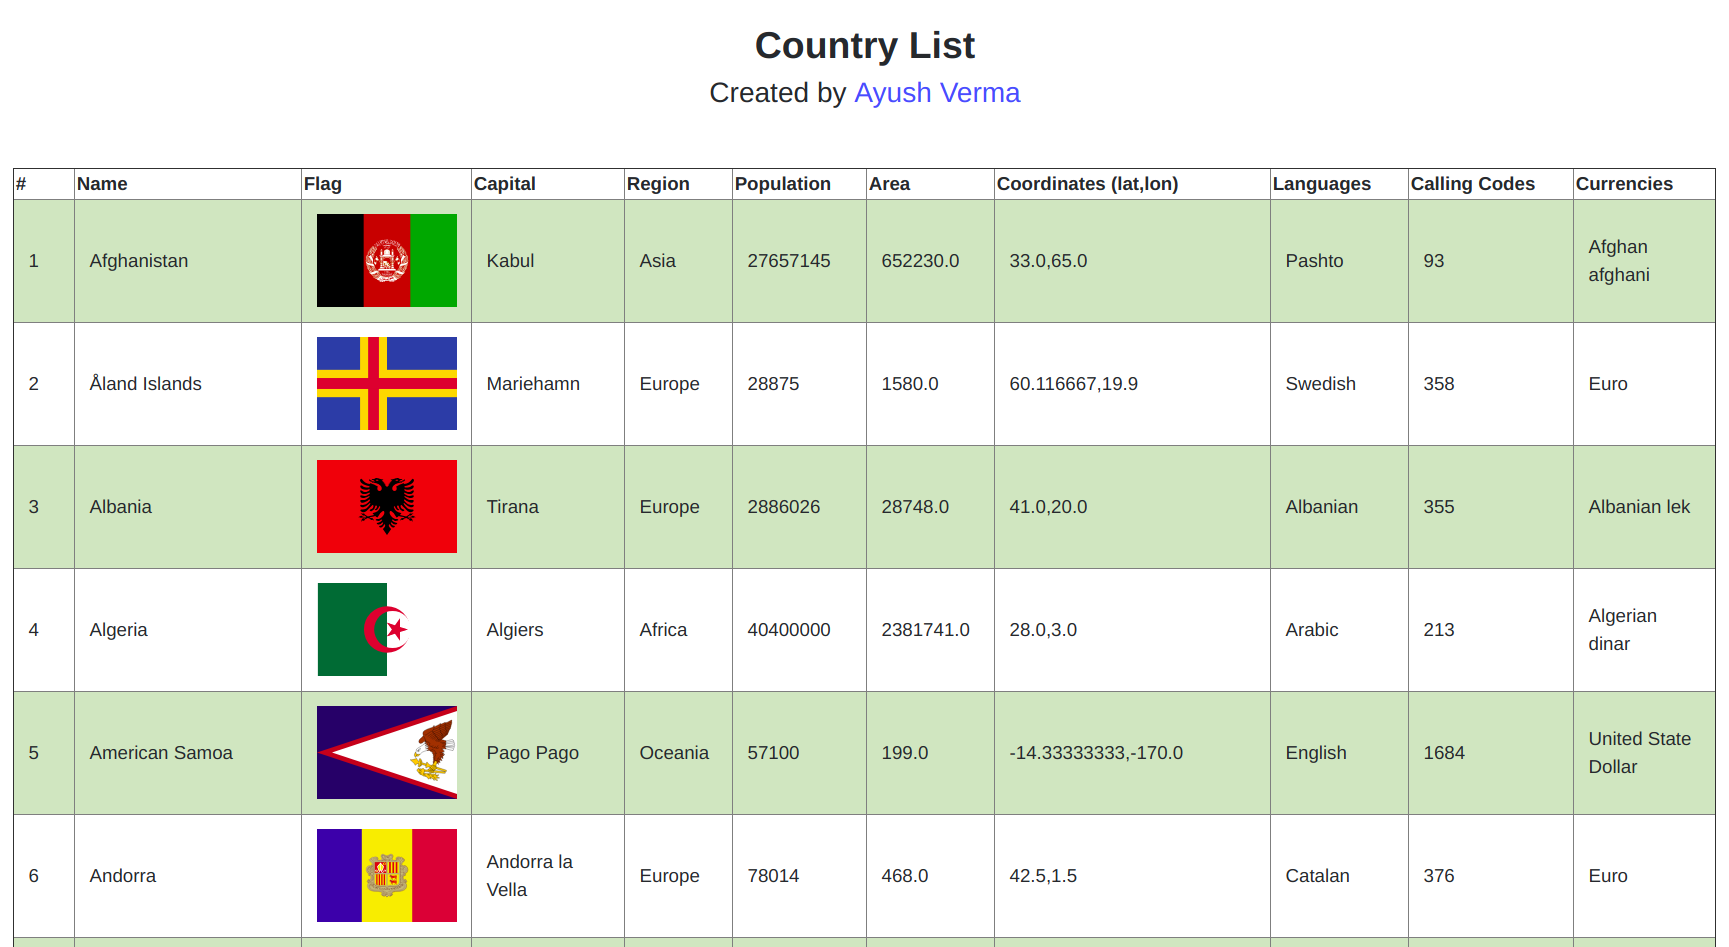 Country List
Created by Ayush Verma
# Name Flag Capital Region Population Area Coordinates (lat,lon) Languages Calling Codes Currencies
1 Afghanistan Kabul Asia 27657145 652230.0 33.0,65.0 Pashto 93 Afghan
afghani
2 Åland Islands Mariehamn Europe 28875 1580.0 60.116667,19.9 Swedish 358 Euro
3 Albania Tirana Europe 2886026 28748.0 41.0,20.0 Albanian 355 Albanian lek
4 Algeria Algiers Africa 40400000 2381741.0 28.0,3.0 Arabic 213 Algerian
dinar
5 American Samoa Pago Pago Oceania 57100 199.0 -14.33333333,-170.0 English 1684 United State
Dollar
6 Andorra Andorra la
Vella Europe 78014 468.0 42.5,1.5 Catalan 376 Euro